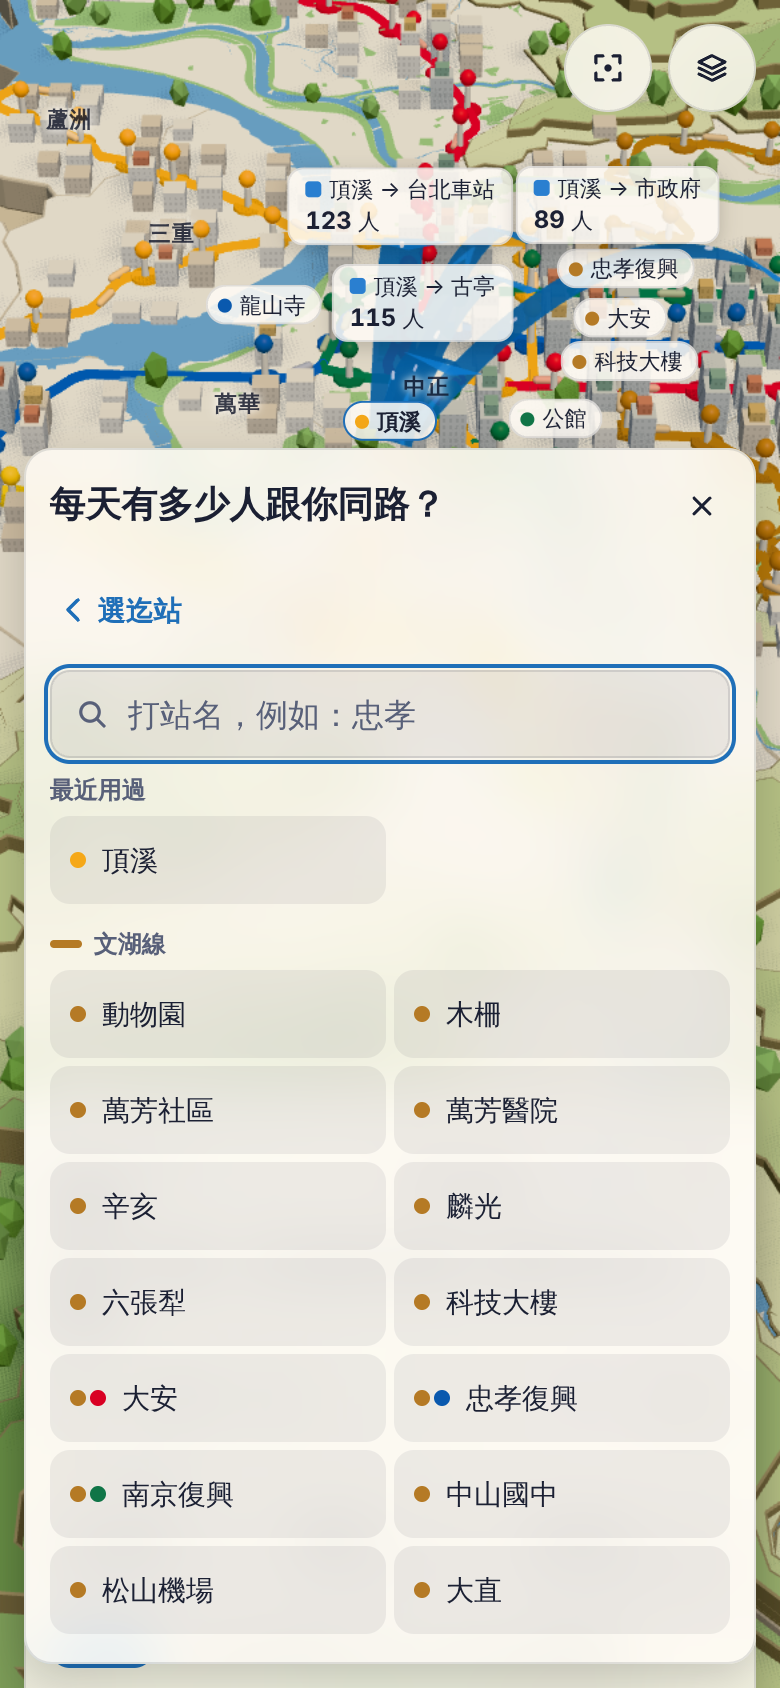 蘆洲
頂溪 → 台北車站
123 人
頂溪 → 市政府
89 人
三重
忠孝復興
龍山寺
頂溪 → 古亭
115 人
大安
科技大樓
中正
萬華
頂溪
公館
每天有多少人跟你同路？
選迄站
打站名，例如：忠孝
最近用過
頂溪
文湖線
動物園
木柵
萬芳社區
萬芳醫院
辛亥
麟光
六張犁
科技大樓
大安
忠孝復興
南京復興
中山國中
松山機場
大直